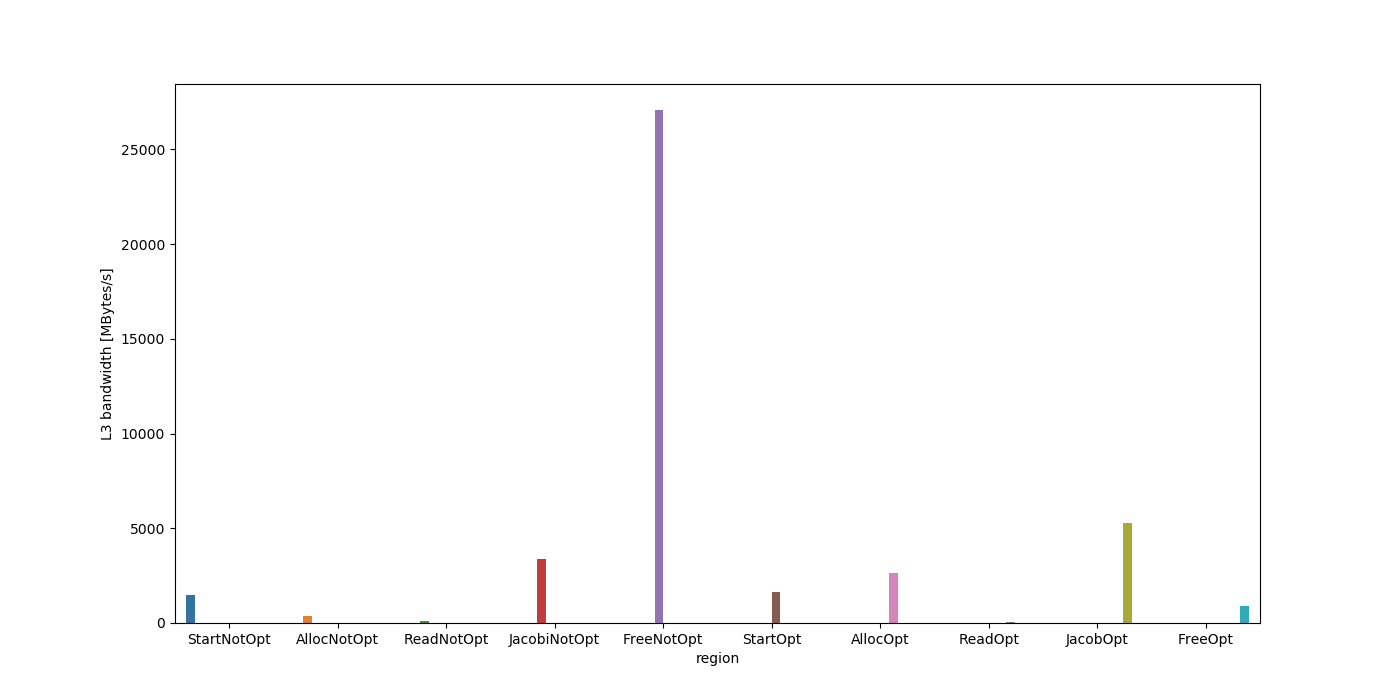 L3 bandwidth [MBytes/s]
25000
20000
15000
10000
5000
0
StartNotOpt AllocNotOpt ReadNotOpt JacobiNotOpt FreeNotOpt StartOpt AllocOpt ReadOpt JacobOpt FreeOpt
region